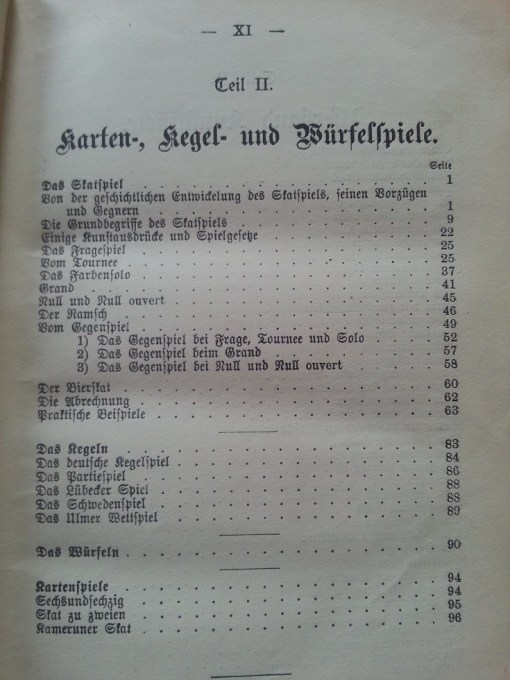 — XI —
Teil II.
Karten-, Kegel- und Würfelspiele.
Seite
Das Skatspiel . . . . . . . . . . . . . . 1
Von der geschichtlichen Entwickelung des Skatspiels, seinen Vorzügen
und Gegnern . . . . . . . . . . . . . . 1
Die Grundbegriffe des Skatspiels . . . . . . . . . . 9
Einige Kunstausdrücke und Spielgesetze . . . . . . . . 22
Das Fragespiel . . . . . . . . . . . . . . 25
Vom Tournee . . . . . . . . . . . . . . 25
Das Farbensolo . . . . . . . . . . . . . . 37
Grand . . . . . . . . . . . . . . 41
Null und Null ouvert . . . . . . . . . . . . 45
Der Ramsch . . . . . . . . . . . . . . 46
Vom Gegenspiel . . . . . . . . . . . . . . 49
1) Das Gegenspiel bei Frage, Tournee und Solo . . . . 52
2) Das Gegenspiel beim Grand . . . . . . . . 57
3) Das Gegenspiel bei Null und Null ouvert . . . . . 58
Der Bierskat . . . . . . . . . . . . . . 60
Die Abrechnung . . . . . . . . . . . . . . 62
Praktische Beispiele . . . . . . . . . . . . 63
Das Kegeln . . . . . . . . . . . . . . 83
Das deutsche Kegelspiel . . . . . . . . . . . . 84
Das Partiespiel . . . . . . . . . . . . . . 86
Das Lübecker Spiel . . . . . . . . . . . . . 88
Das Schwedenspiel . . . . . . . . . . . . . 88
Das Ulmer Wettspiel . . . . . . . . . . . . . 89
Das Würfeln . . . . . . . . . . . . . . 90
Kartenspiele . . . . . . . . . . . . . . 94
Sechsundsechzig . . . . . . . . . . . . . . 94
Skat zu zweien . . . . . . . . . . . . . . 95
Kameruner Skat . . . . . . . . . . . . . . 96